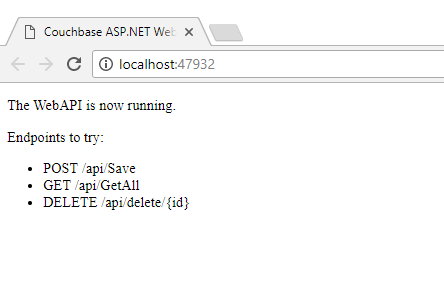 Couchbase ASP.NET Web
localhost:47932
The WebAPI is now running.
Endpoints to try:
POST /api/Save
GET /api/GetAll
DELETE /api/delete/{id}